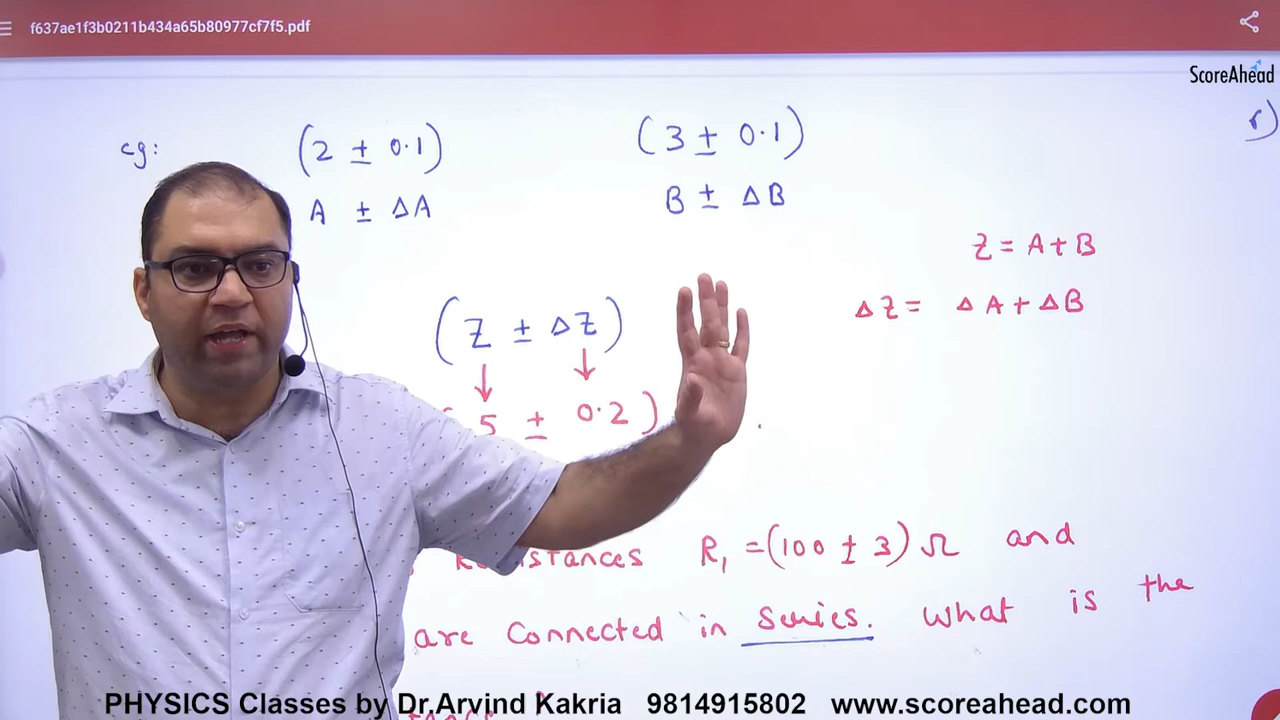 f637ae1f3b0211b434a65b80977cf7f5.pdf
ScoreAhead
eg: (2 ± 0.1) (3 ± 0.1)
A ± ΔA B ± ΔB
Z = A + B
ΔZ = ΔA + ΔB
(Z ± ΔZ)
↓ ↓
5 ± 0.2)
R₁ = (100 ± 3) Ω and
are connected in series. What is the
PHYSICS Classes by Dr.Arvind Kakria 9814915802 www.scoreahead.com